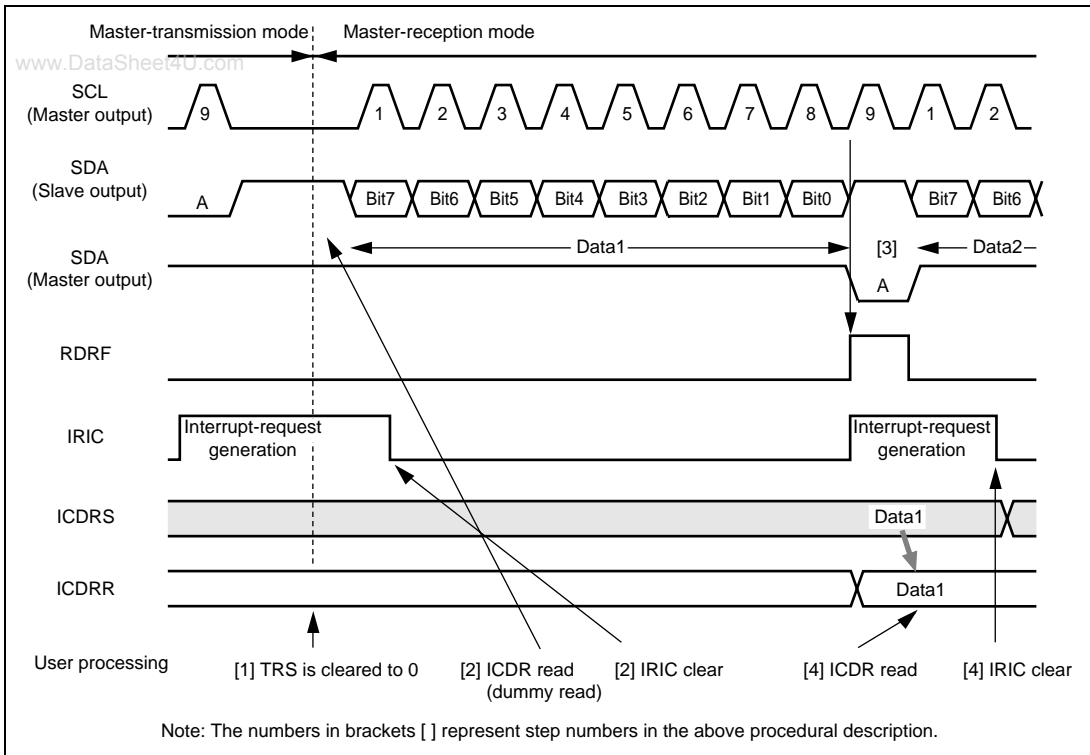 Master-transmission mode Master-reception mode
www.DataSheet4U.com
SCL
(Master output)
9 1 2 3 4 5 6 7 8 9 1 2
SDA
(Slave output)
A Bit7 Bit6 Bit5 Bit4 Bit3 Bit2 Bit1 Bit0 Bit7 Bit6
Data1 [3] Data2
SDA
(Master output)
A
RDRF
IRIC
Interrupt-request
generation
Interrupt-request
generation
ICDRS
Data1
ICDRR
Data1
User processing
[1] TRS is cleared to 0
[2] ICDR read
(dummy read)
[2] IRIC clear
[4] ICDR read
[4] IRIC clear
Note: The numbers in brackets [ ] represent step numbers in the above procedural description.